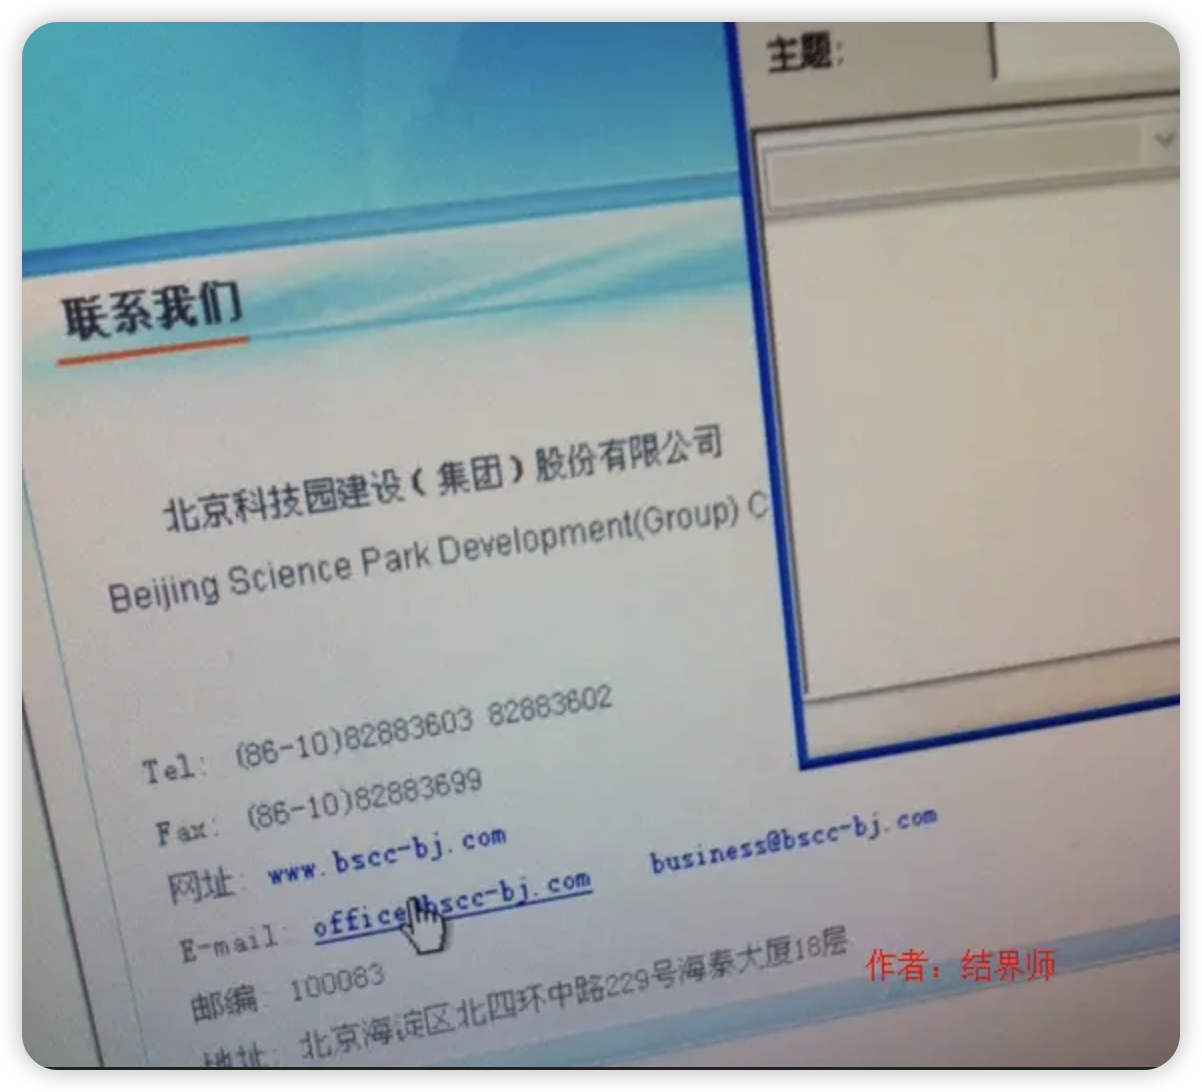 主题:
联系我们
北京科技园建设(集团)股份有限公司
Beijing Science Park Development(Group) C
Tel: (86-10)82883603 82883602
Fax: (86-10)82883699
网址: www.bscc-bj.com
E-mail: office@bscc-bj.com business@bscc-bj.com
邮编: 100083
地址: 北京海淀区北四环中路229号海泰大厦18层
作者：结界师